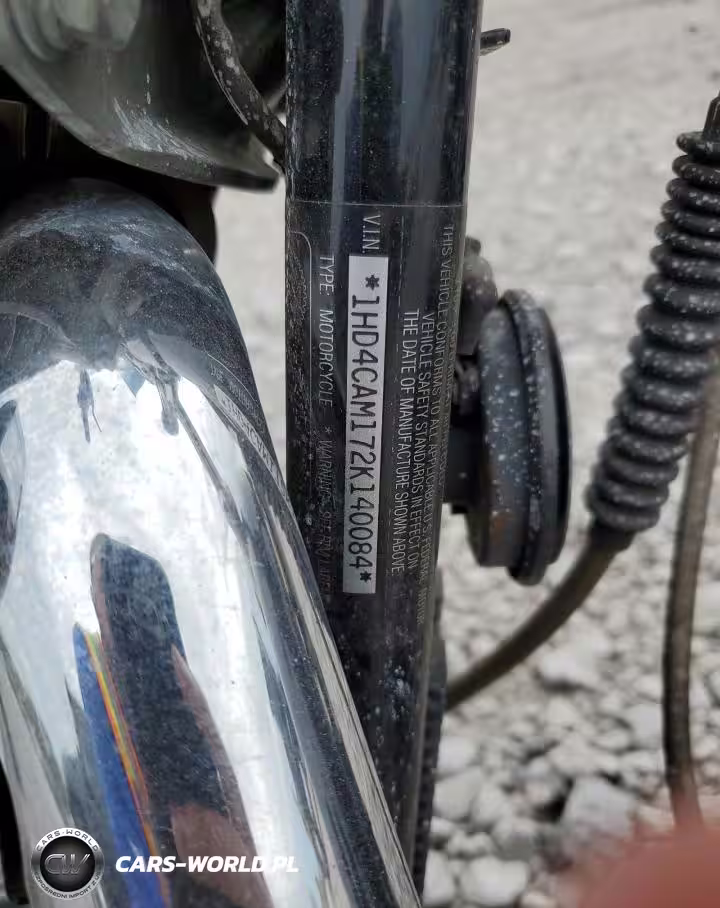 THIS VEHICLE CONFORMS TO ALL APPLICABLE U.S. FEDERAL MOTOR
VEHICLE SAFETY STANDARDS IN EFFECT ON
THE DATE OF MANUFACTURE SHOWN ABOVE.
V.I.N.
*1HD4CAM172K140084*
TYPE: MOTORCYCLE
CARS-WORLD
CW
CARS-WORLD.PL